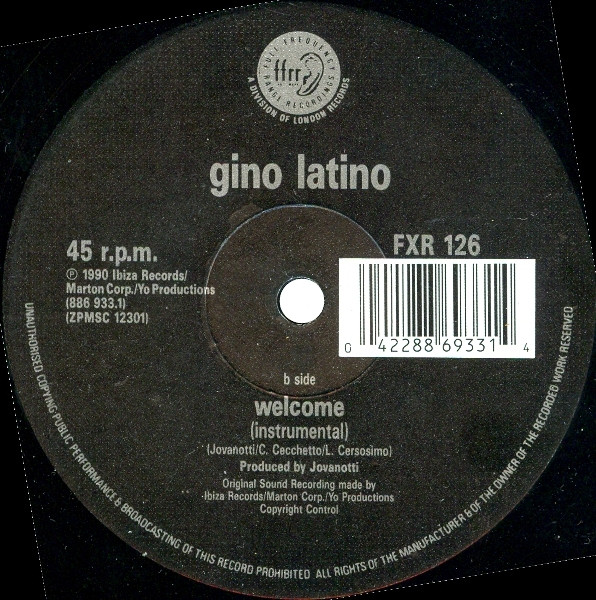 FULL FREQUENCY
ffrr
RANGE RECORDINGS
A DIVISION OF LONDON RECORDS
gino latino
45 r.p.m.
FXR 126
℗ 1990 Ibiza Records/
Marton Corp./Yo Productions
(886 933.1)
(ZPMSC 12301)
0 42288 69331 4
b side
welcome
(instrumental)
(Jovanotti/C. Cecchetto/L. Cersosimo)
Produced by Jovanotti
Original Sound Recording made by
Ibiza Records/Marton Corp./Yo Productions
Copyright Control
UNAUTHORISED COPYING PUBLIC PERFORMANCE & BROADCASTING OF THIS RECORD PROHIBITED ALL RIGHTS OF THE MANUFACTURER & OF THE OWNER OF THE RECORDED WORK RESERVED